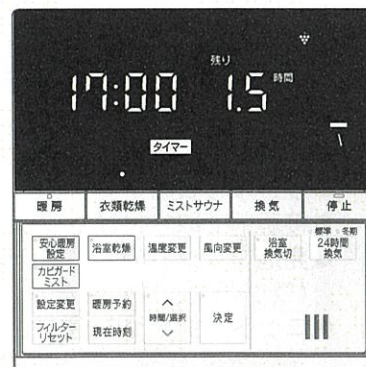 残り
17:00 1.5 時間
タイマー
暖房 衣類乾燥 ミストサウナ 換気 停止
安心暖房設定 浴室乾燥 温度変更 風向変更 浴室換気切 標準 冬期 24時間換気
カビガードミスト
設定変更 暖房予約 時間/選択 決定
フィルターリセット 現在時刻